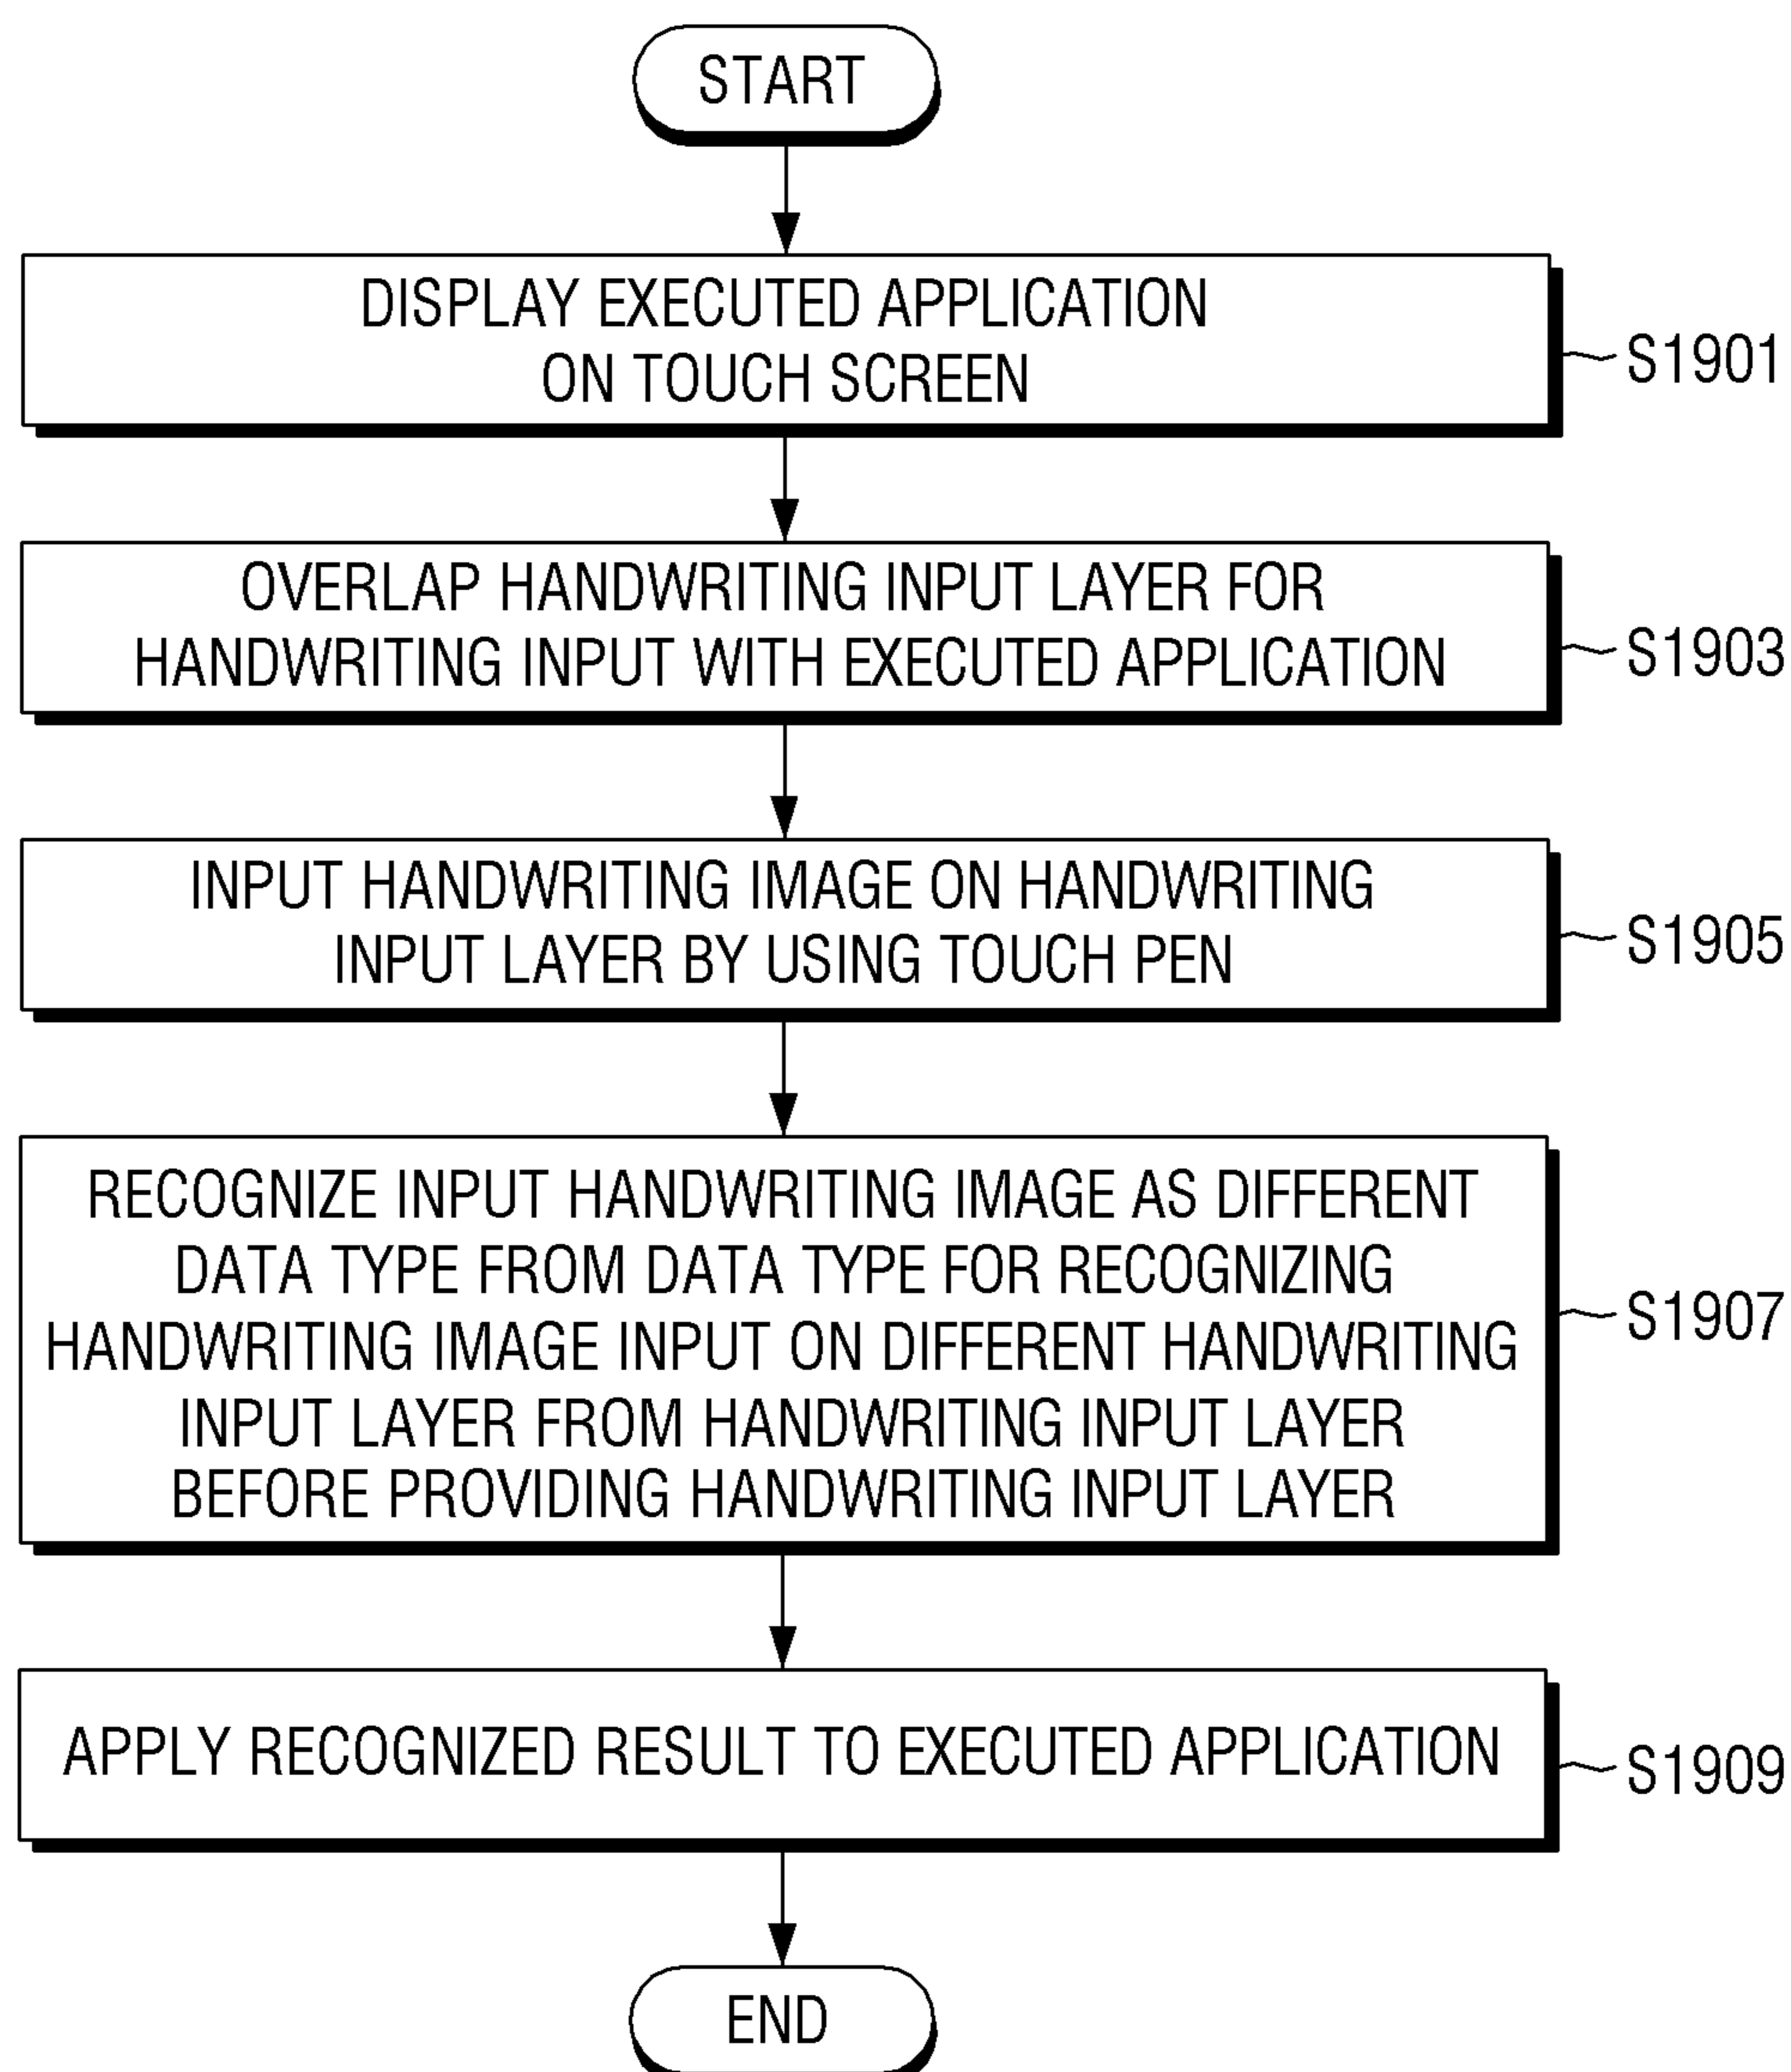 START
DISPLAY EXECUTED APPLICATION
ON TOUCH SCREEN
S1901
OVERLAP HANDWRITING INPUT LAYER FOR
HANDWRITING INPUT WITH EXECUTED APPLICATION
S1903
INPUT HANDWRITING IMAGE ON HANDWRITING
INPUT LAYER BY USING TOUCH PEN
S1905
RECOGNIZE INPUT HANDWRITING IMAGE AS DIFFERENT
DATA TYPE FROM DATA TYPE FOR RECOGNIZING
HANDWRITING IMAGE INPUT ON DIFFERENT HANDWRITING
INPUT LAYER FROM HANDWRITING INPUT LAYER
BEFORE PROVIDING HANDWRITING INPUT LAYER
S1907
APPLY RECOGNIZED RESULT TO EXECUTED APPLICATION
S1909
END